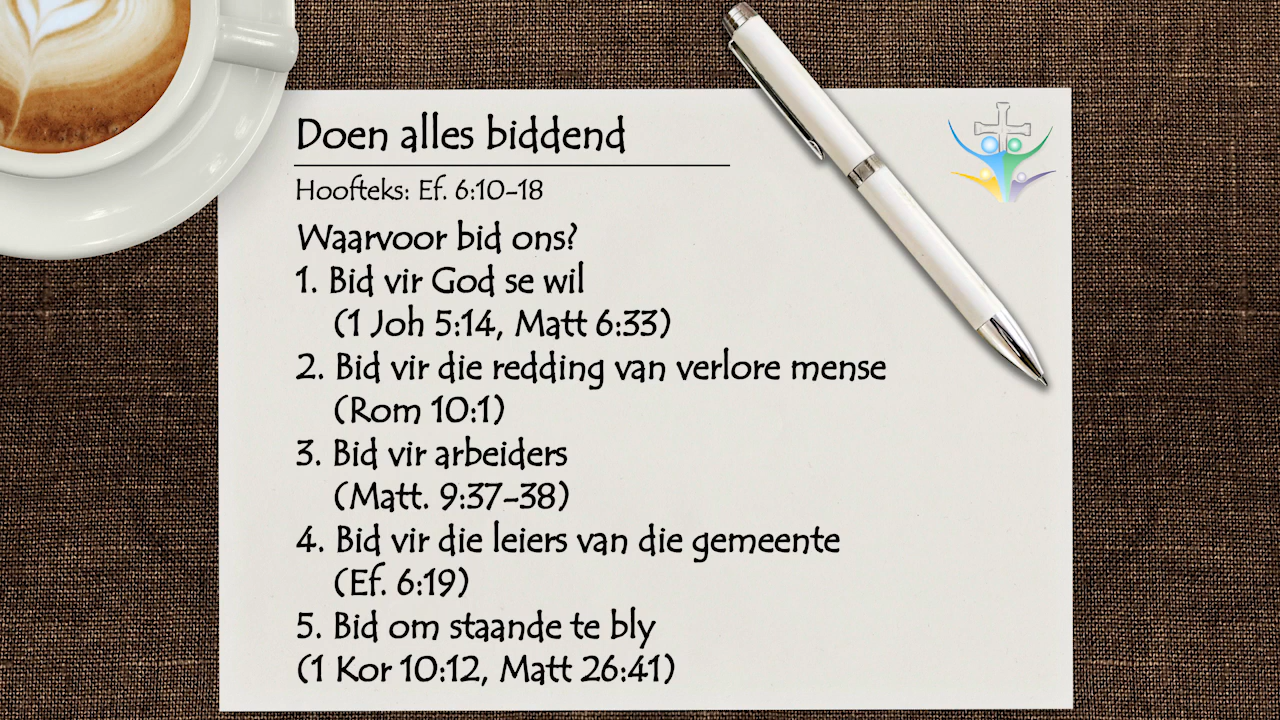 Doen alles biddend
Hoofteks: Ef. 6:10-18
Waarvoor bid ons?
1. Bid vir God se wil
(1 Joh 5:14, Matt 6:33)
2. Bid vir die redding van verlore mense
(Rom 10:1)
3. Bid vir arbeiders
(Matt. 9:37-38)
4. Bid vir die leiers van die gemeente
(Ef. 6:19)
5. Bid om staande te bly
(1 Kor 10:12, Matt 26:41)